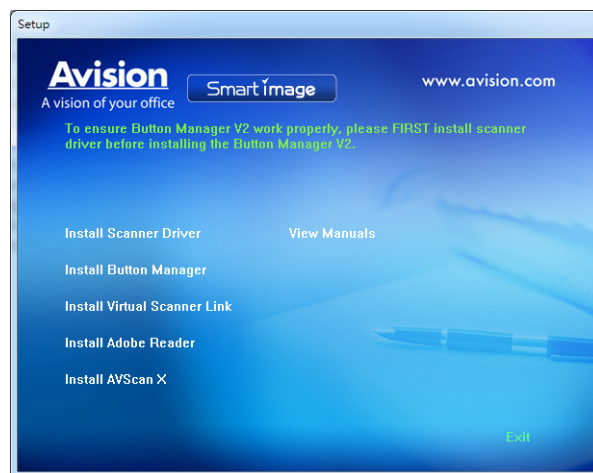 Setup
Avision
A vision of your office
Smart image
www.avision.com
To ensure Button Manager V2 work properly, please FIRST install scanner
driver before installing the Button Manager V2.
Install Scanner Driver
View Manuals
Install Button Manager
Install Virtual Scanner Link
Install Adobe Reader
Install AVScan X
Exit